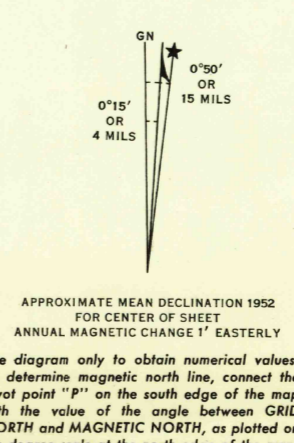 GN
0°50'
OR
15 MILS
0°15'
OR
4 MILS
APPROXIMATE MEAN DECLINATION 1952
FOR CENTER OF SHEET
ANNUAL MAGNETIC CHANGE 1' EASTERLY
e diagram only to obtain numerical values
determine magnetic north line, connect the
vot point "P" on the south edge of the map
th the value of the angle between GRID
ORTH and MAGNETIC NORTH, as plotted on